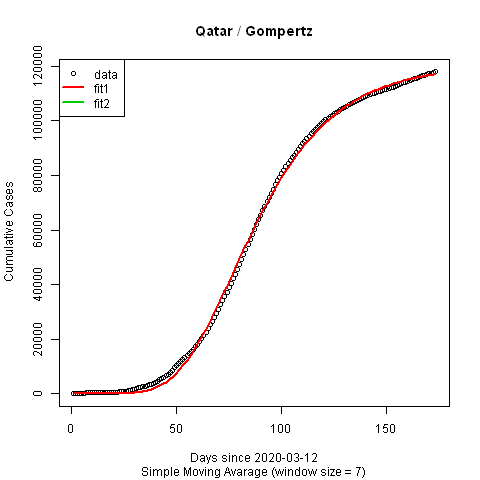 Qatar / Gompertz
data
fit1
fit2
Cumulative Cases
0
20000
40000
60000
80000
100000
120000
0
50
100
150
Days since 2020-03-12
Simple Moving Avarage (window size = 7)